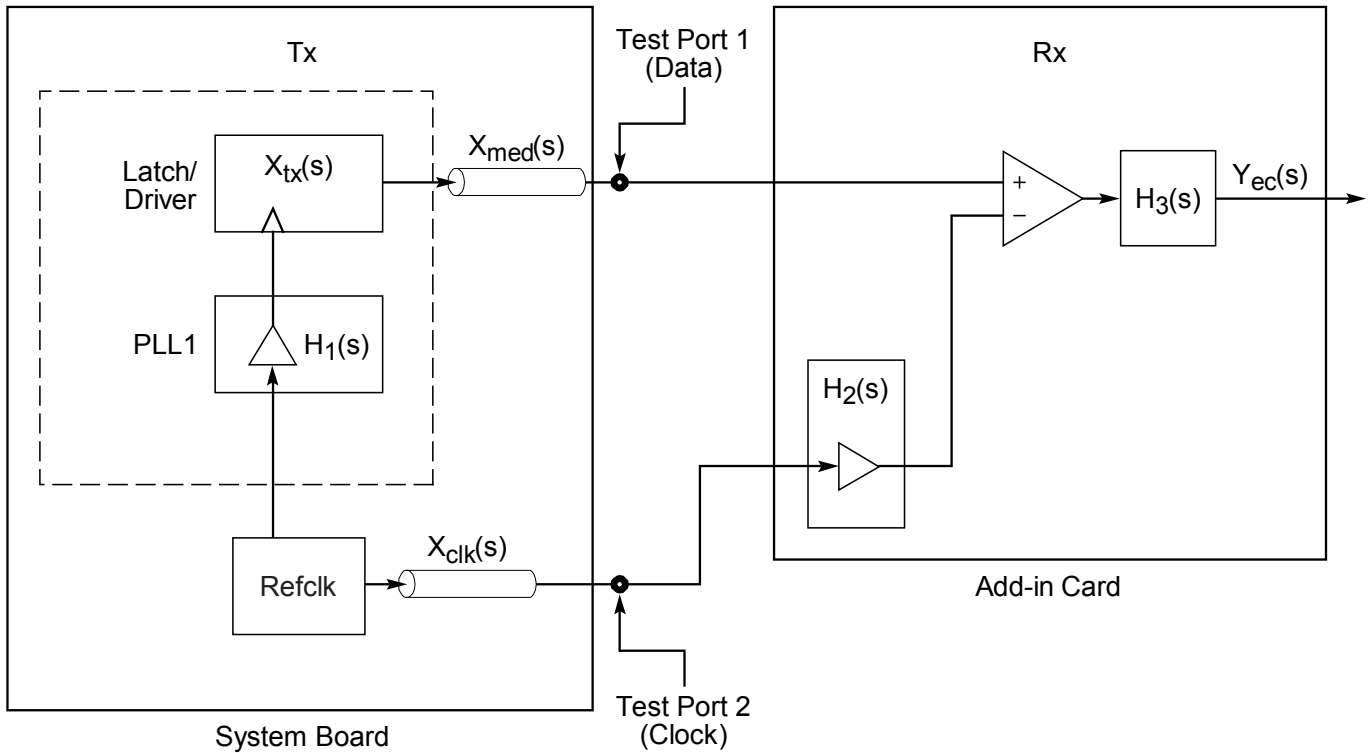 Tx
Test Port 1
(Data)
Rx
Latch/
Driver
Xtx(s)
Xmed(s)
+
−
H3(s)
Yec(s)
PLL1
H1(s)
H2(s)
Refclk
Xclk(s)
Add-in Card
Test Port 2
(Clock)
System Board